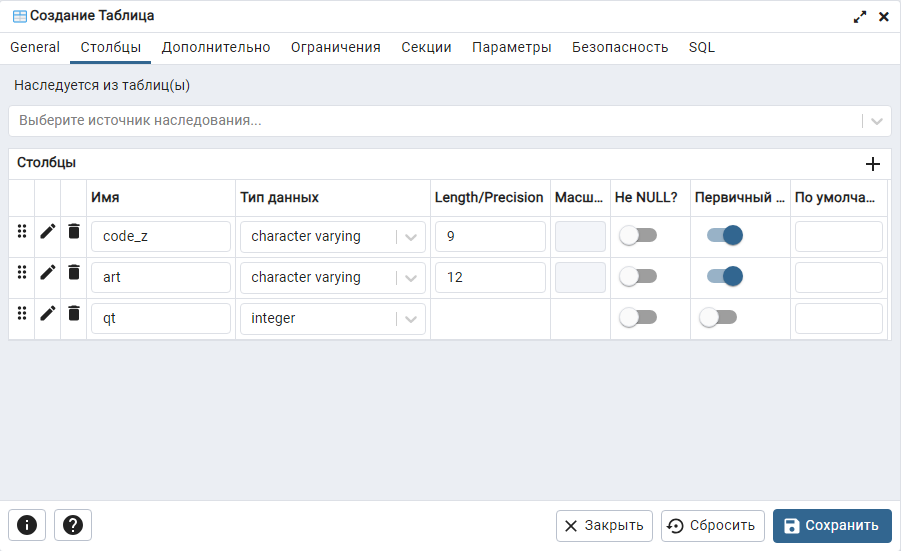 Создание Таблица
General Столбцы Дополнительно Ограничения Секции Параметры Безопасность SQL
Наследуется из таблиц(ы)
Выберите источник наследования...
Столбцы
Имя Тип данных Length/Precision Масш... Не NULL? Первичный ... По умолча...
code_z character varying 9
art character varying 12
qt integer
Закрыть Сбросить Сохранить